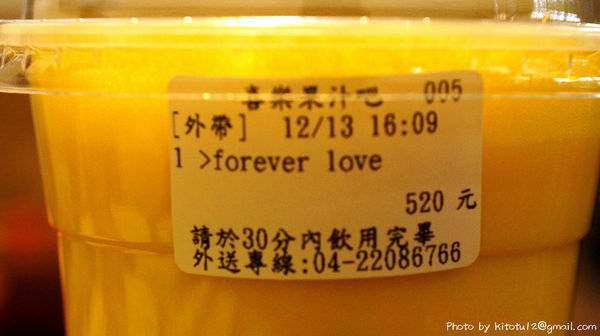 喜樂果汁吧 005
[外帶] 12/13 16:09
1 >forever love
520 元
請於30分內飲用完畢
外送專線:04-22086766
Photo by kitotu12@gmail.com